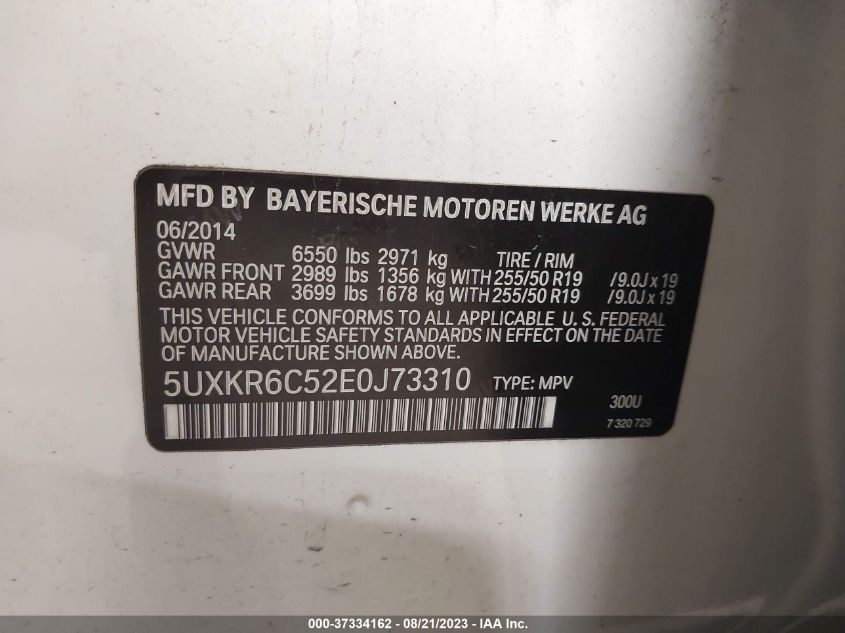 MFD BY BAYERISCHE MOTOREN WERKE AG
06/2014
GVWR 6550 lbs 2971 kg TIRE / RIM
GAWR FRONT 2989 lbs 1356 kg WITH 255/50 R19 /9.0J x 19
GAWR REAR 3699 lbs 1678 kg WITH 255/50 R19 /9.0J x 19
THIS VEHICLE CONFORMS TO ALL APPLICABLE U.S. FEDERAL
MOTOR VEHICLE SAFETY STANDARDS IN EFFECT ON THE
DATE OF MANUFACTURE SHOWN ABOVE.
5UXKR6C52E0J73310 TYPE: MPV 300U
7 320 729
000-37334162 - 08/21/2023 - IAA Inc.